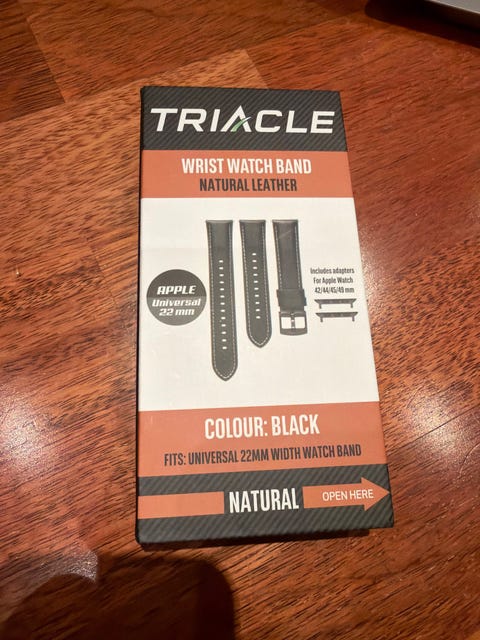 TRIACLE
WRIST WATCH BAND
NATURAL LEATHER
APPLE
Universal
22 mm
Includes adapters
For Apple Watch
42/44/45/49 mm
COLOUR: BLACK
FITS: UNIVERSAL 22MM WIDTH WATCH BAND
NATURAL
OPEN HERE